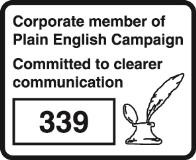 Corporate member of
Plain English Campaign
Committed to clearer
communication
339